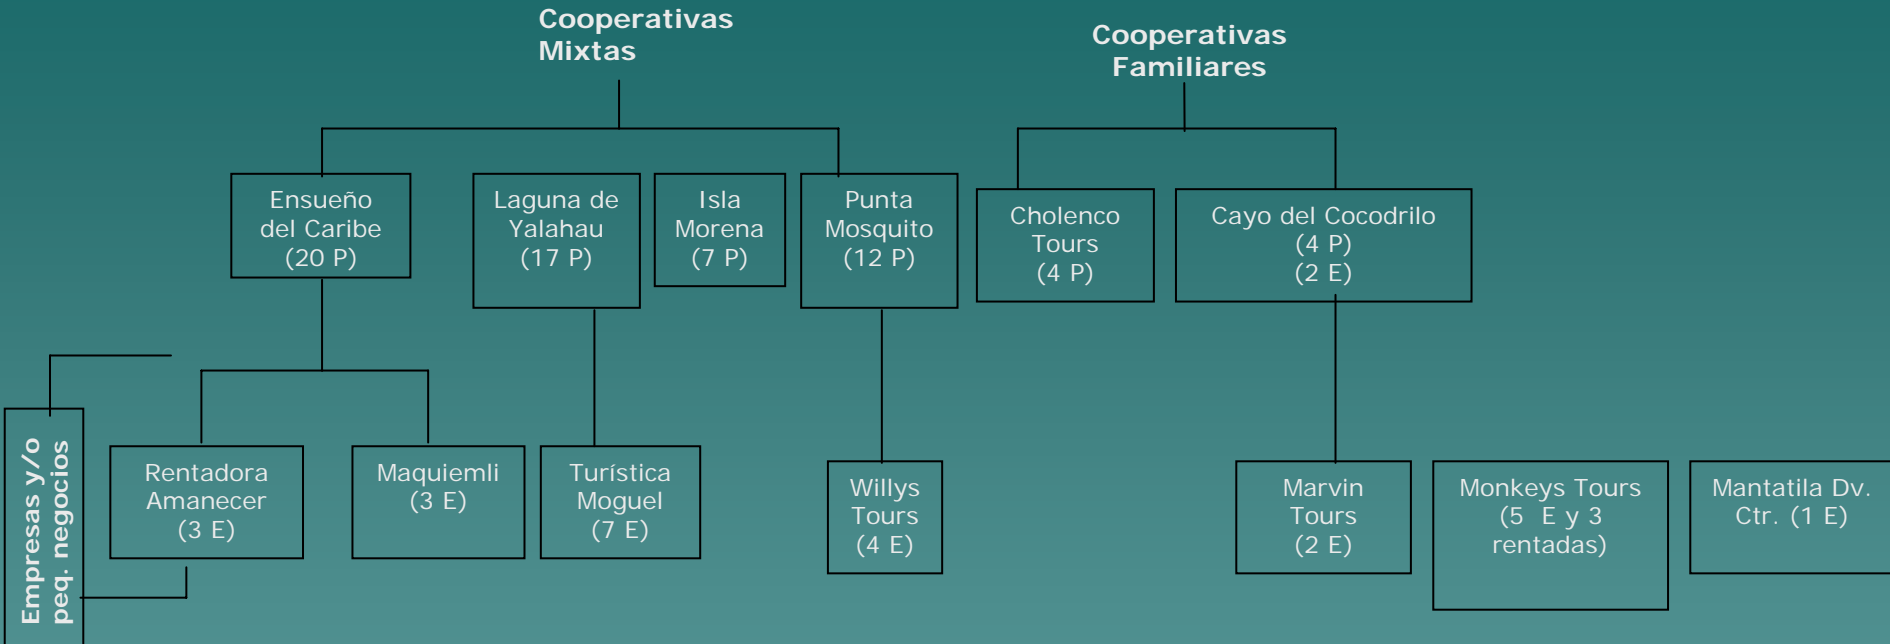 Cooperativas
Mixtas
Cooperativas
Familiares
Ensueño
del Caribe
(20 P)
Laguna de
Yalahau
(17 P)
Isla
Morena
(7 P)
Punta
Mosquito
(12 P)
Cholenco
Tours
(4 P)
Cayo del Cocodrilo
(4 P)
(2 E)
Empresas y/o
peq. negocios
Rentadora
Amanecer
(3 E)
Maquiemli
(3 E)
Turística
Moguel
(7 E)
Willys
Tours
(4 E)
Marvin
Tours
(2 E)
Monkeys Tours
(5 E y 3
rentadas)
Mantatila Dv.
Ctr. (1 E)